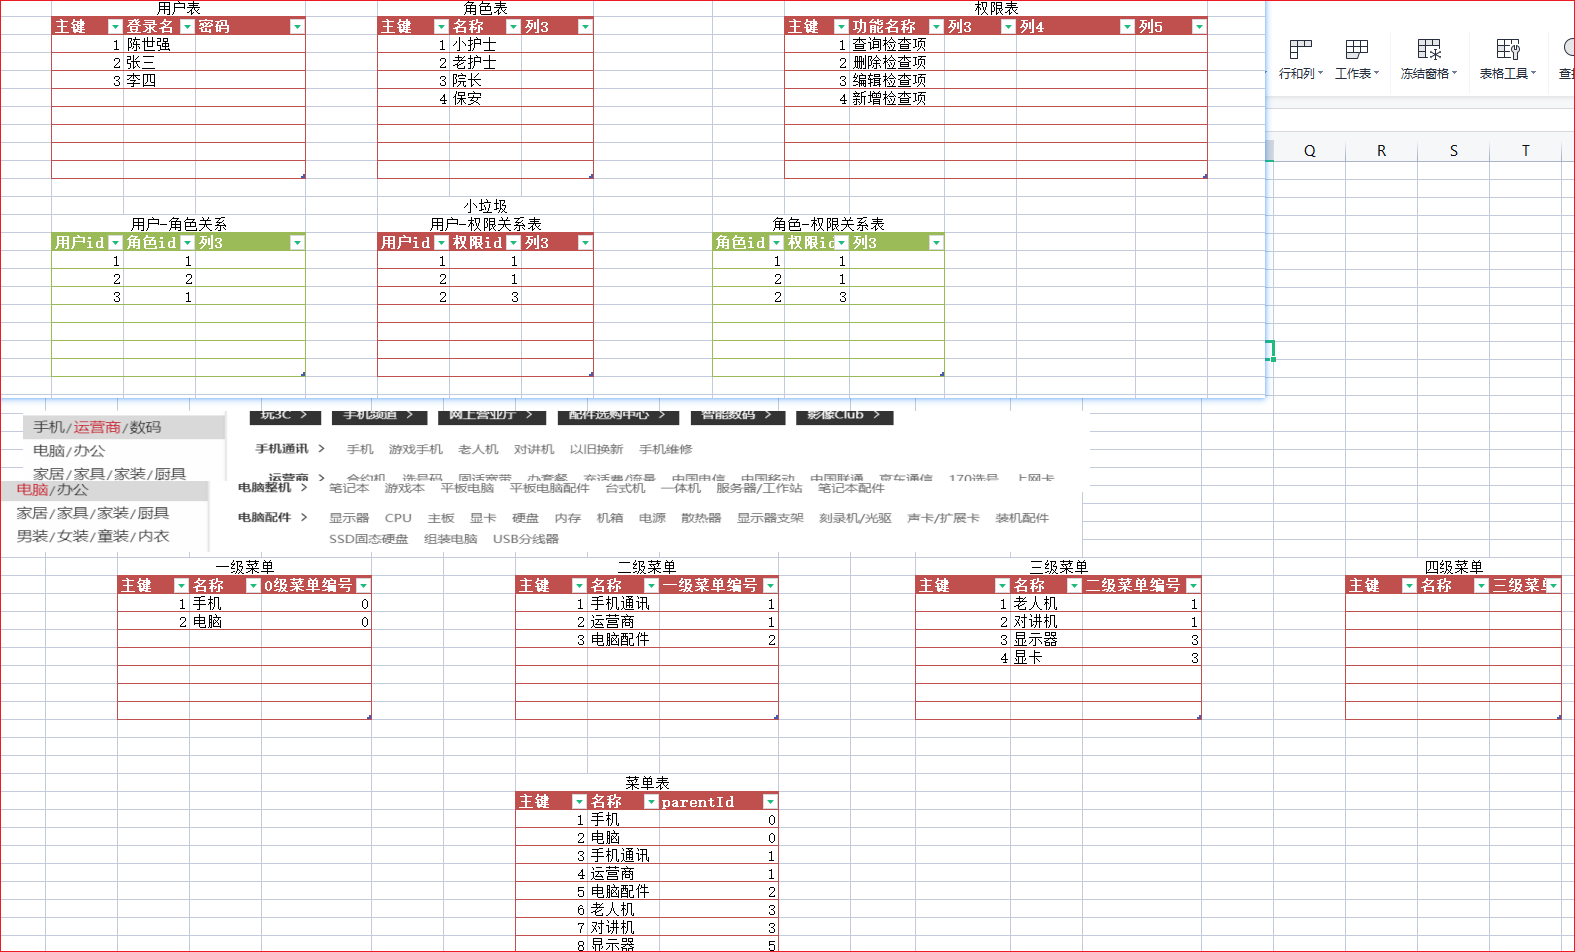 用户表 角色表 权限表
主键 登录名 密码 主键 名称 列3 主键 功能名称 列3 列4 列5
1 陈世强 1 小护士 1 查询检查项
2 张三 2 老护士 2 删除检查项
3 李四 3 院长 3 编辑检查项
4 保安 4 新增检查项
行和列 工作表 冻结窗格 表格工具
Q R S T
小垃圾
用户-角色关系 用户-权限关系表 角色-权限关系表
用户id 角色id 列3 用户id 权限id 列3 角色id 权限id 列3
1 1 1 1 1 1
2 2 2 1 2 1
3 1 2 3 2 3
玩3C > 手机频道 > 网上营业厅 > 配件选购中心 > 智能数码 > 影像Club >
手机/运营商/数码
电脑/办公
家居/家具/家装/厨具
手机通讯 > 手机 游戏手机 老人机 对讲机 以旧换新 手机维修
运营商 > 合约机 选号码 固话宽带 办套餐 充话费/流量 中国电信 中国移动 中国联通 京东通信 170选号 上网卡
电脑/办公
家居/家具/家装/厨具
男装/女装/童装/内衣
电脑整机 > 笔记本 游戏本 平板电脑 平板电脑配件 台式机 一体机 服务器/工作站 笔记本配件
电脑配件 > 显示器 CPU 主板 显卡 硬盘 内存 机箱 电源 散热器 显示器支架 刻录机/光驱 声卡/扩展卡 装机配件
SSD固态硬盘 组装电脑 USB分线器
一级菜单 二级菜单 三级菜单 四级菜单
主键 名称 0级菜单编号 主键 名称 一级菜单编号 主键 名称 二级菜单编号 主键 名称 三级菜单
1 手机 0 1 手机通讯 1 1 老人机 1
2 电脑 0 2 运营商 1 2 对讲机 1
3 电脑配件 2 3 显示器 3
4 显卡 3
菜单表
主键 名称 parentId
1 手机 0
2 电脑 0
3 手机通讯 1
4 运营商 1
5 电脑配件 2
6 老人机 3
7 对讲机 3
8 显示器 5